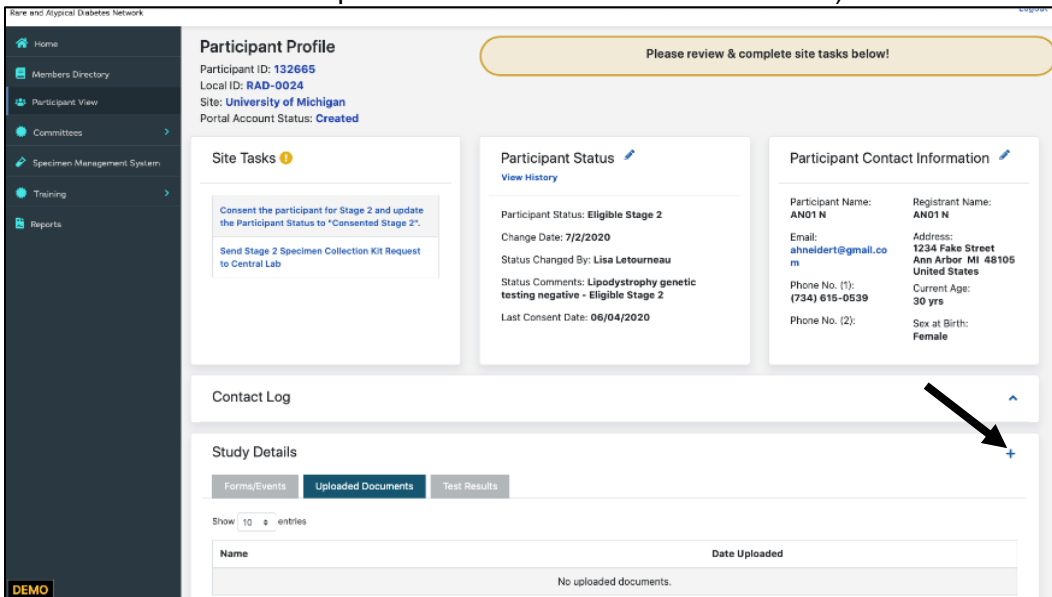 Rare and Atypical Diabetes Network
Logout
Home
Members Directory
Participant View
Committees
Specimen Management System
Training
Reports
DEMO
Participant Profile
Participant ID: 132665
Local ID: RAD-0024
Site: University of Michigan
Portal Account Status: Created
Please review & complete site tasks below!
Site Tasks
Consent the participant for Stage 2 and update
the Participant Status to "Consented Stage 2".
Send Stage 2 Specimen Collection Kit Request
to Central Lab
Participant Status
View History
Participant Status: Eligible Stage 2
Change Date: 7/2/2020
Status Changed By: Lisa Letourneau
Status Comments: Lipodystrophy genetic
testing negative - Eligible Stage 2
Last Consent Date: 06/04/2020
Participant Contact Information
Participant Name:
AN01 N
Email:
ahneidert@gmail.co
m
Phone No. (1):
(734) 615-0539
Phone No. (2):
Registrant Name:
AN01 N
Address:
1234 Fake Street
Ann Arbor MI 48105
United States
Current Age:
30 yrs
Sex at Birth:
Female
Contact Log
Study Details
Forms/Events Uploaded Documents Test Results
Show 10 entries
Name Date Uploaded
No uploaded documents.